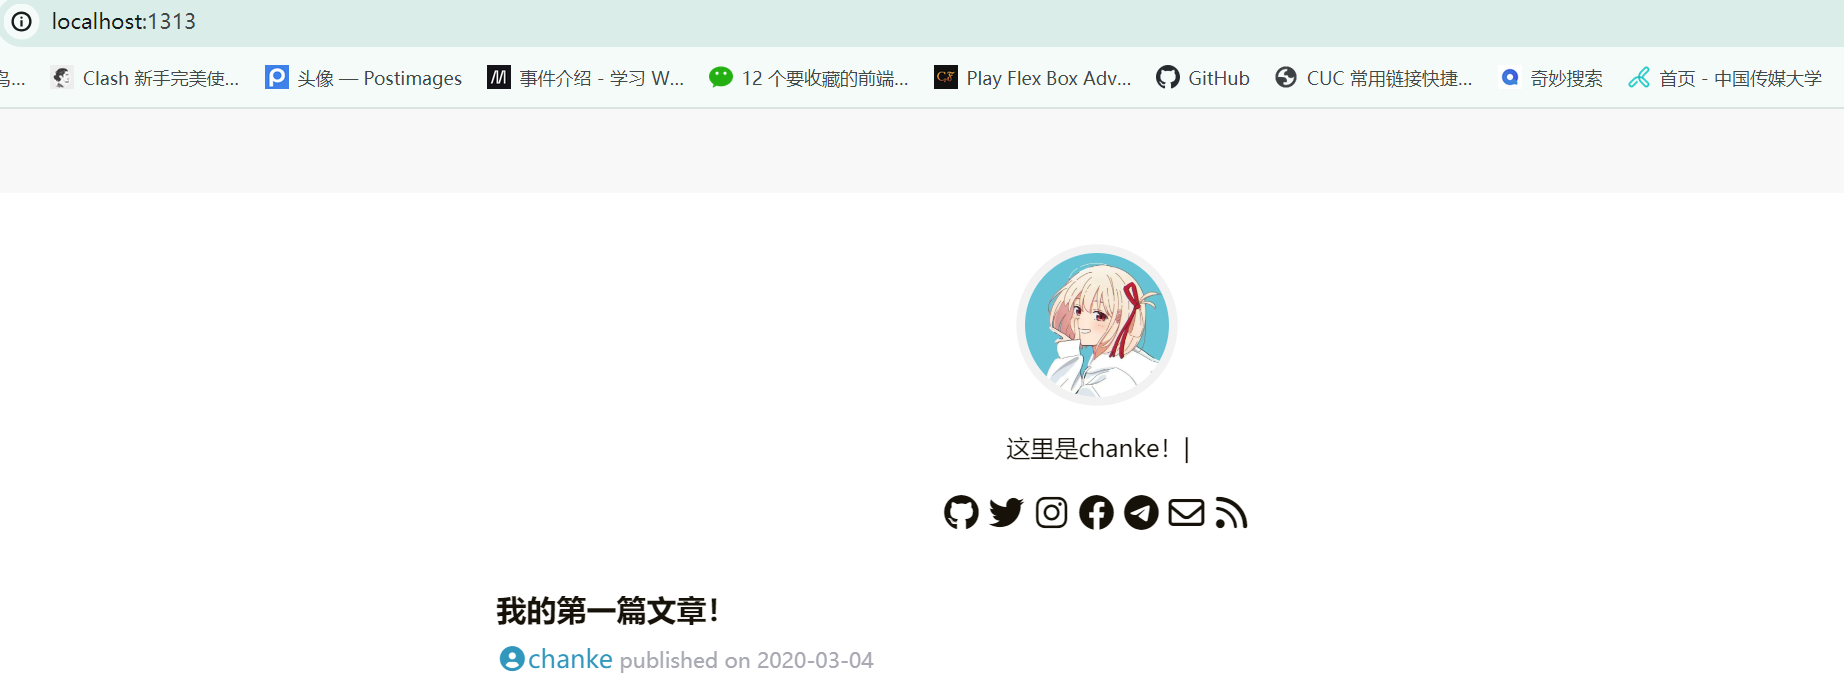 localhost:1313
鸟... Clash 新手完美使... 头像 — Postimages 事件介绍 - 学习 W... 12 个要收藏的前端... Play Flex Box Adv... GitHub CUC 常用链接快捷... 奇妙搜索 首页 - 中国传媒大学
这里是chanke！|
我的第一篇文章！
chanke published on 2020-03-04